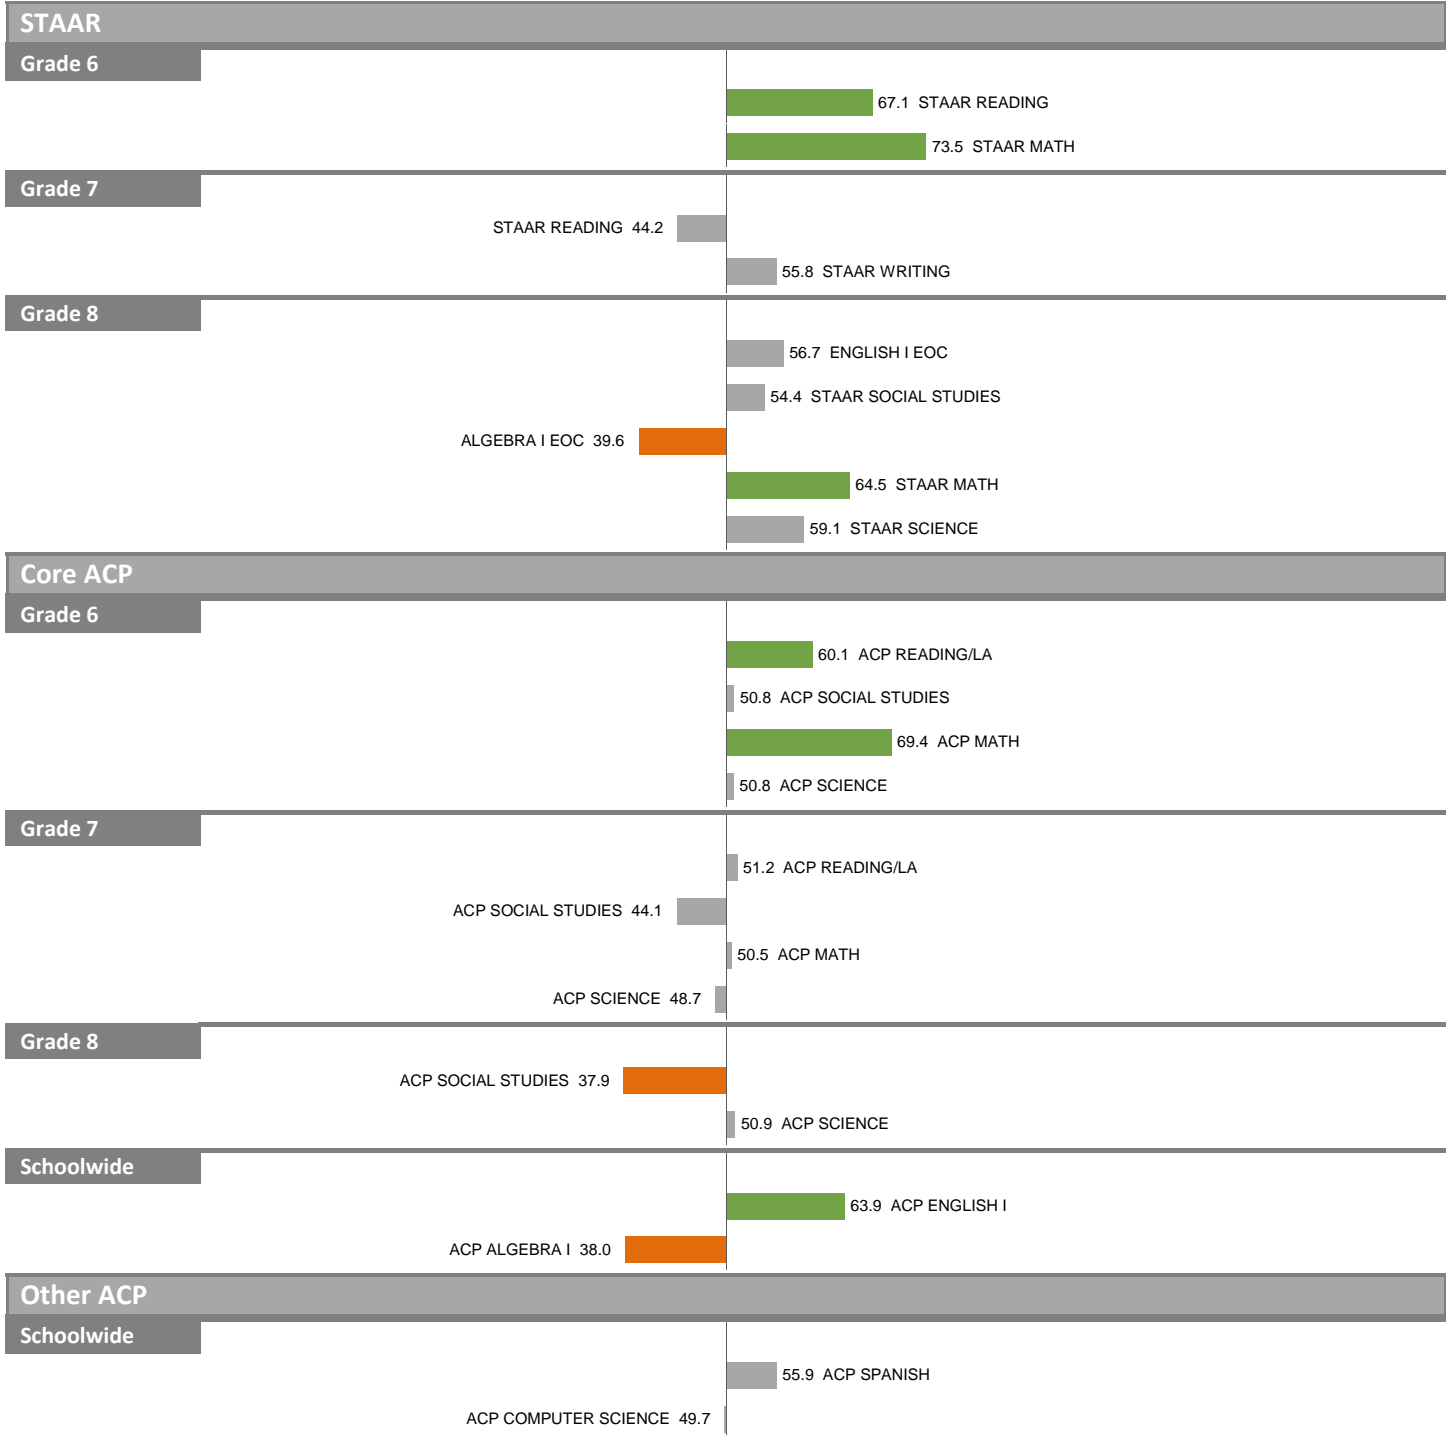 STAAR
Grade 6
67.1 STAAR READING
73.5 STAAR MATH
Grade 7
STAAR READING 44.2
55.8 STAAR WRITING
Grade 8
56.7 ENGLISH I EOC
54.4 STAAR SOCIAL STUDIES
ALGEBRA I EOC 39.6
64.5 STAAR MATH
59.1 STAAR SCIENCE
Core ACP
Grade 6
60.1 ACP READING/LA
50.8 ACP SOCIAL STUDIES
69.4 ACP MATH
50.8 ACP SCIENCE
Grade 7
51.2 ACP READING/LA
ACP SOCIAL STUDIES 44.1
50.5 ACP MATH
ACP SCIENCE 48.7
Grade 8
ACP SOCIAL STUDIES 37.9
50.9 ACP SCIENCE
Schoolwide
63.9 ACP ENGLISH I
ACP ALGEBRA I 38.0
Other ACP
Schoolwide
55.9 ACP SPANISH
ACP COMPUTER SCIENCE 49.7